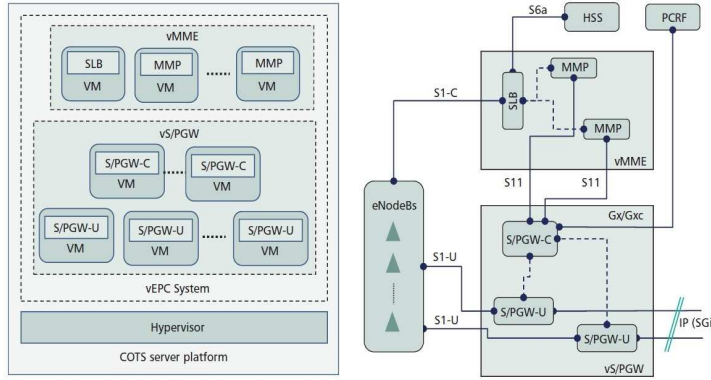 vMME
SLB
VM
MMP
VM
MMP
VM
vS/PGW
S/PGW-C
VM
S/PGW-C
VM
S/PGW-U
VM
S/PGW-U
VM
S/PGW-U
VM
vEPC System
Hypervisor
COTS server platform
S6a
HSS
PCRF
MMP
SLB
S1-C
MMP
vMME
S11
S11
eNodeBs
Gx/Gxc
S/PGW-C
S1-U
S/PGW-U
IP (SGi
S1-U
S/PGW-U
vS/PGW